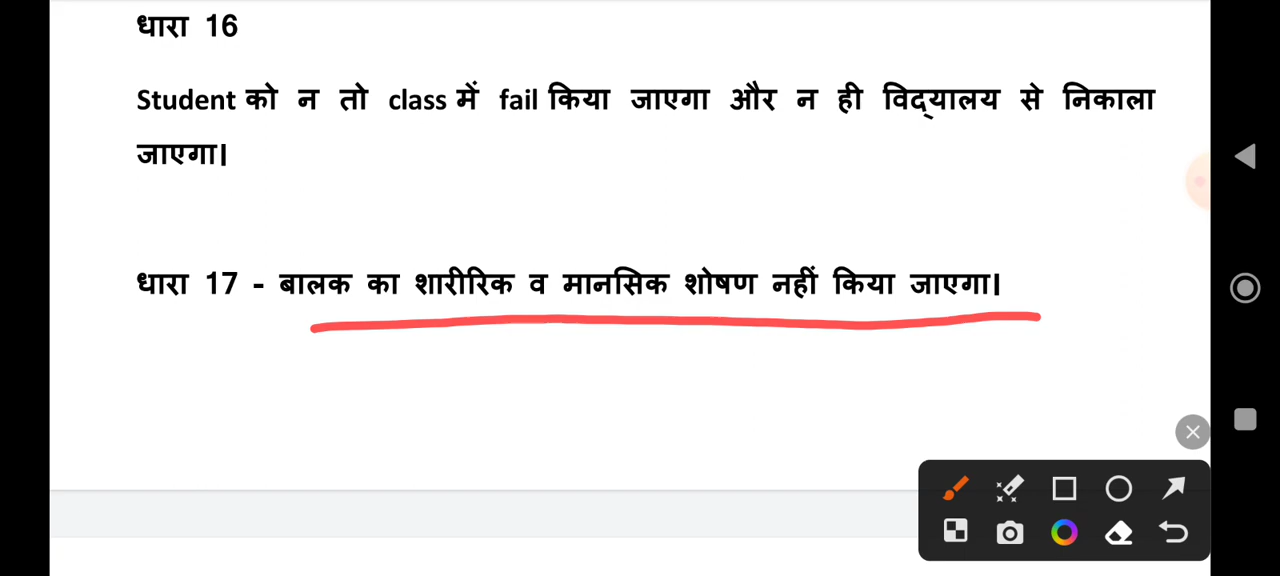 धारा 16
Student को न तो class में fail किया जाएगा और न ही विद्‌यालय से निकाला
जाएगा।
धारा 17 - बालक का शारीरिक व मानसिक शोषण नहीं किया जाएगा।